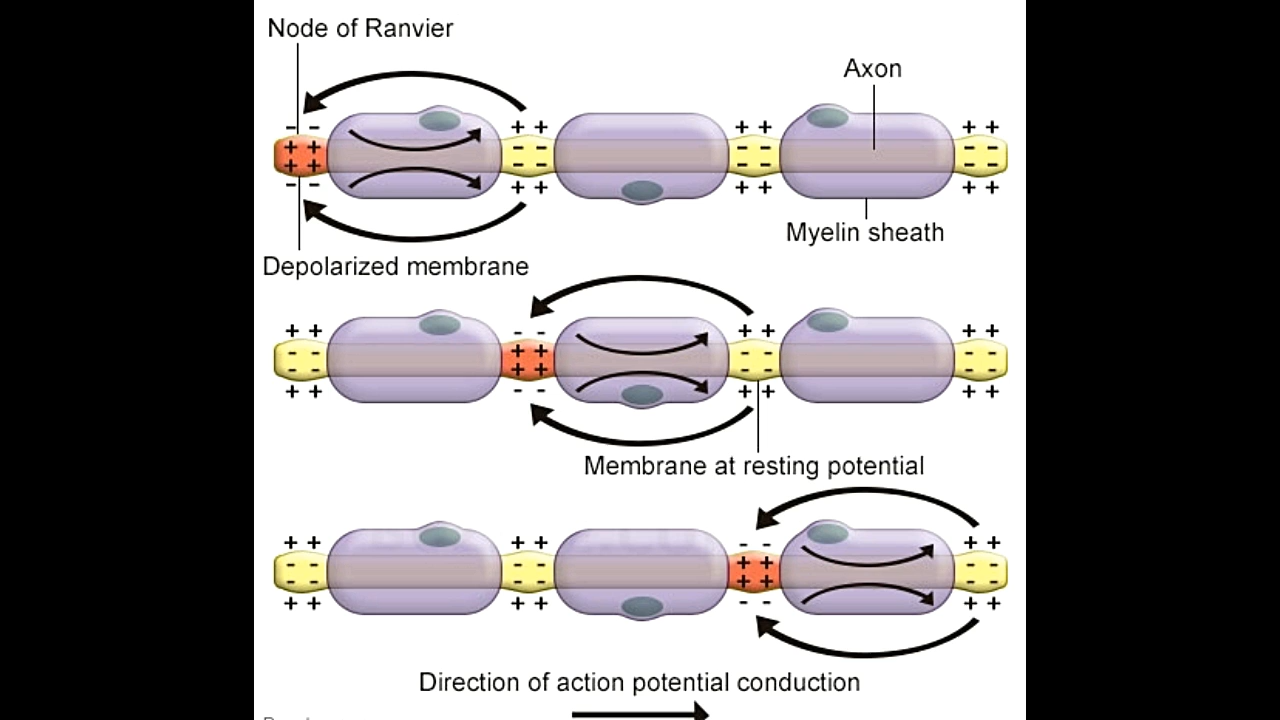 Node of Ranvier
Axon
Myelin sheath
Depolarized membrane
Membrane at resting potential
Direction of action potential conduction